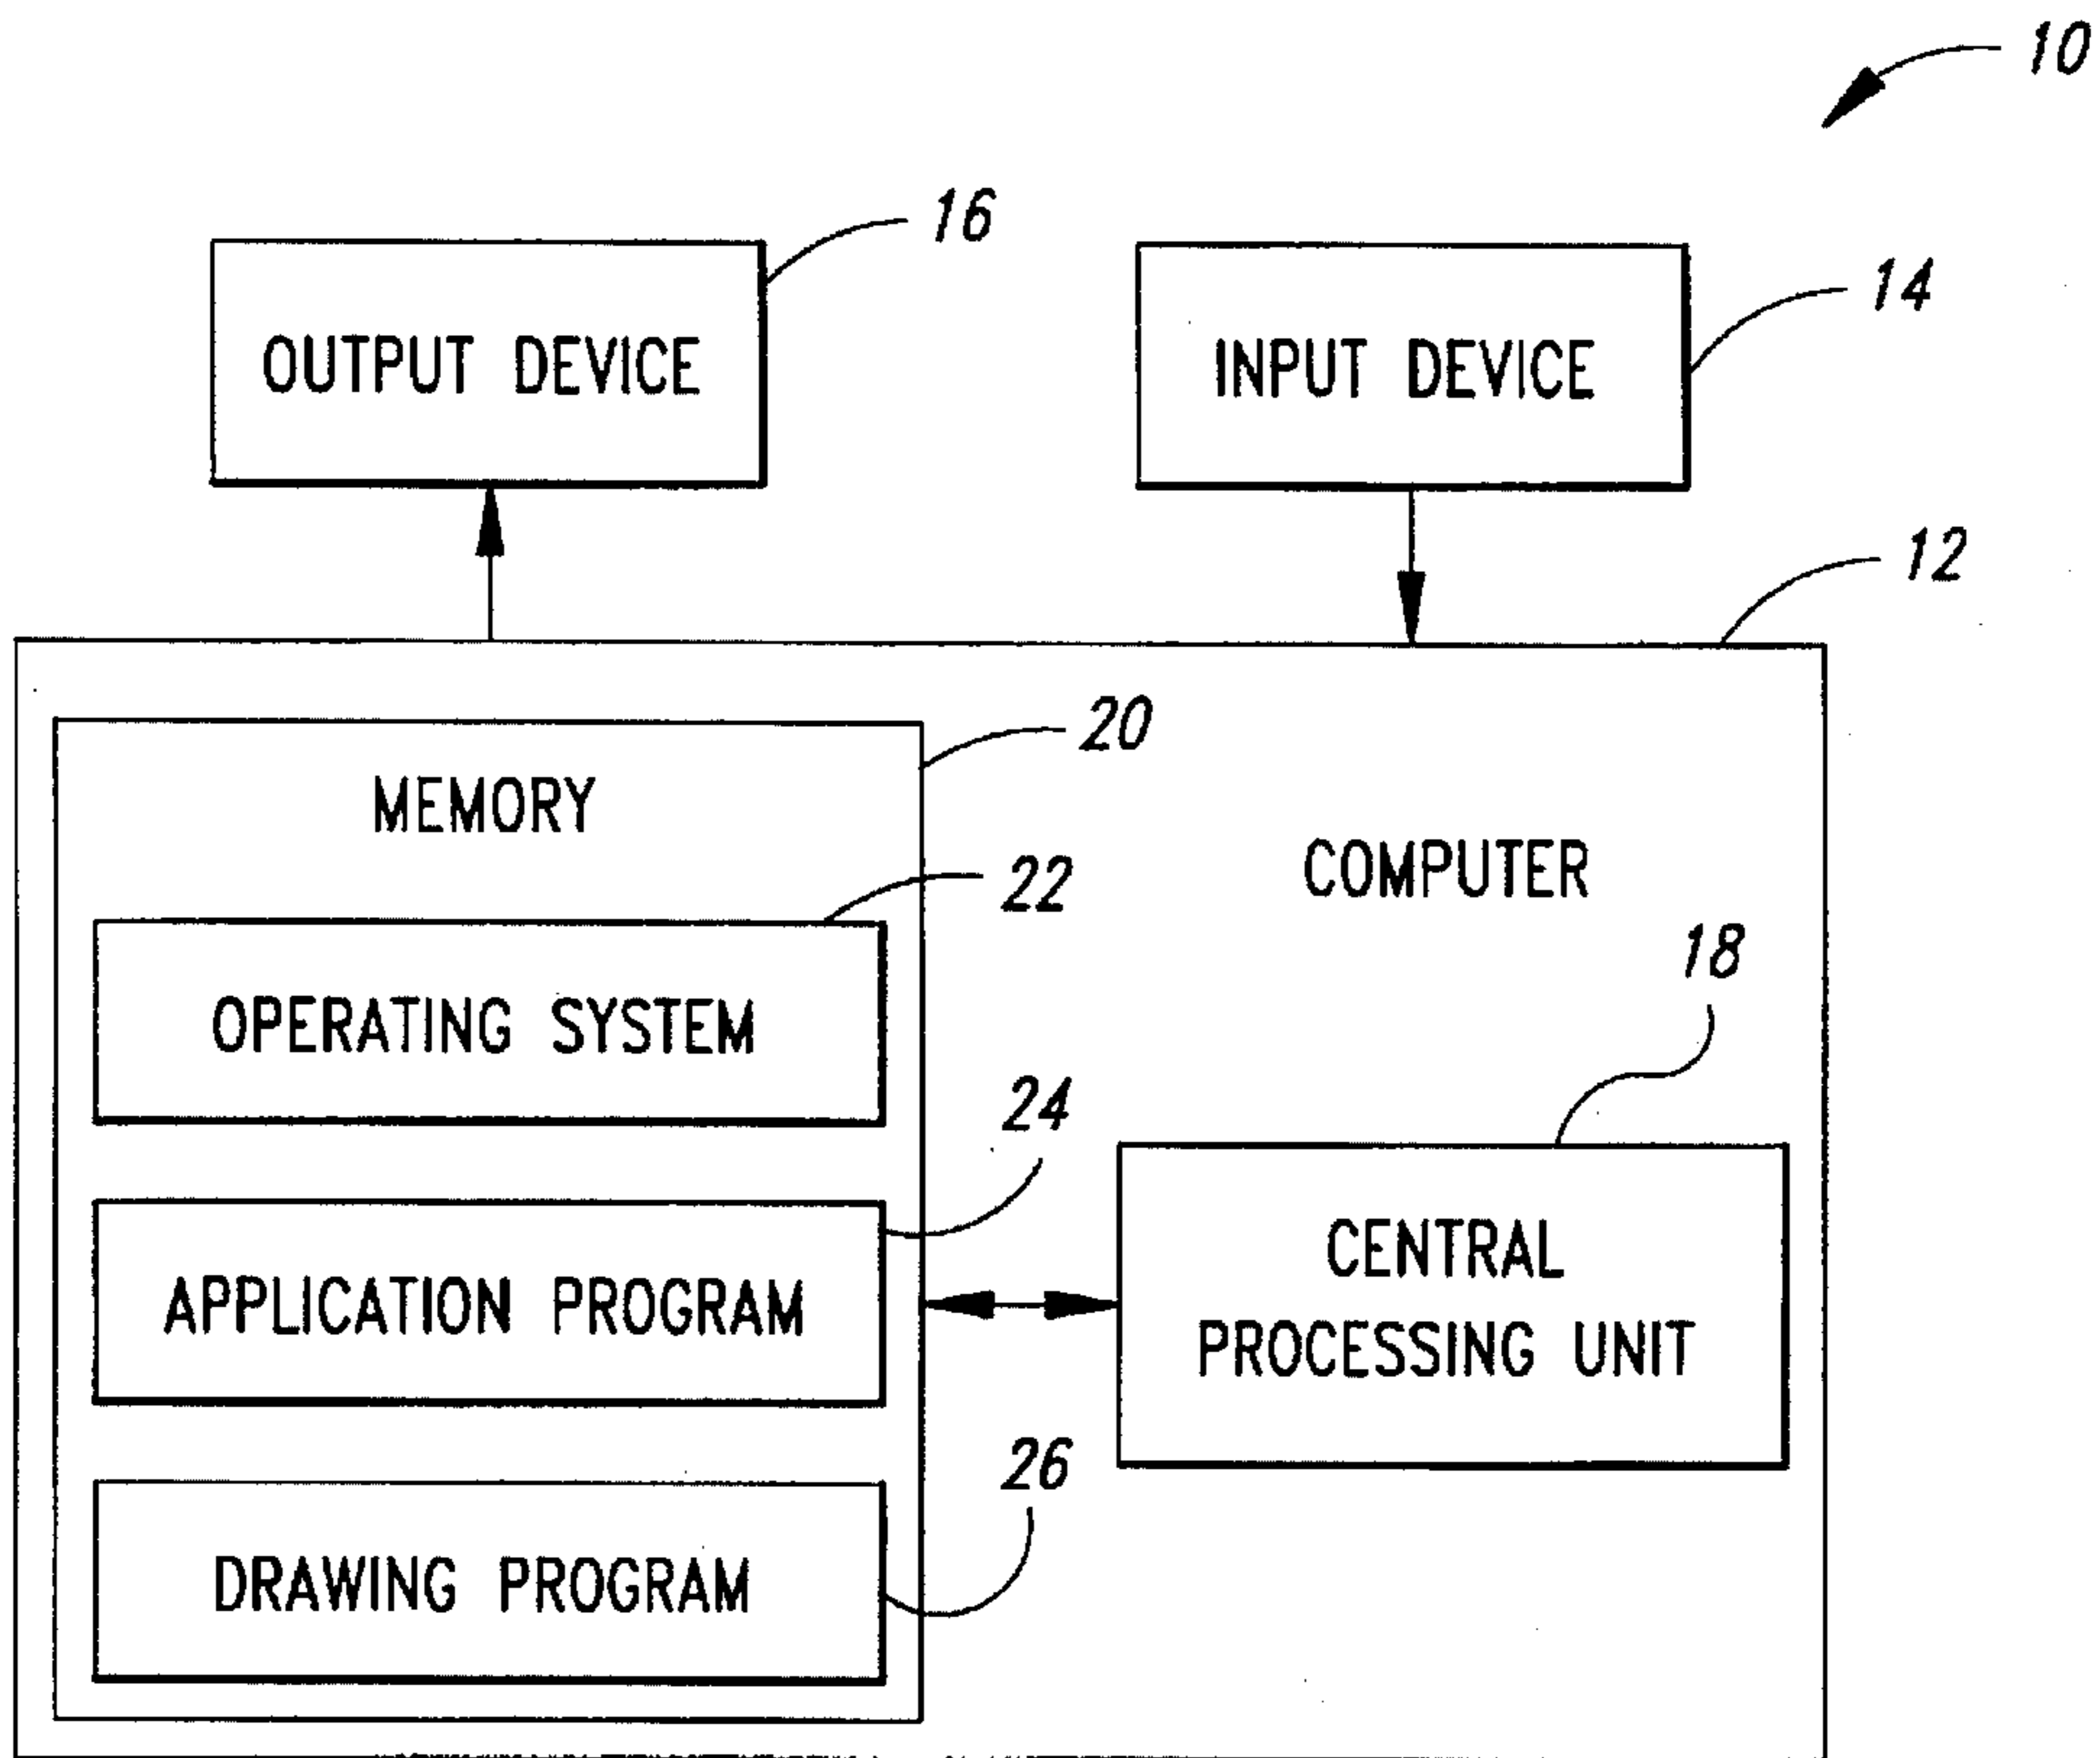 10
16
OUTPUT DEVICE
14
INPUT DEVICE
12
20
MEMORY
COMPUTER
22
OPERATING SYSTEM
18
24
APPLICATION PROGRAM
CENTRAL
PROCESSING UNIT
26
DRAWING PROGRAM